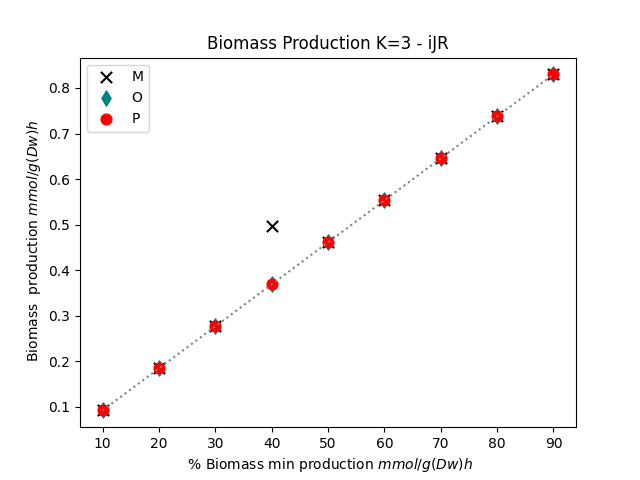 Biomass Production K=3 - iJR
M
O
P
Biomass  production mmol/g(Dw)h
0.8
0.7
0.6
0.5
0.4
0.3
0.2
0.1
10 20 30 40 50 60 70 80 90
% Biomass min production mmol/g(Dw)h